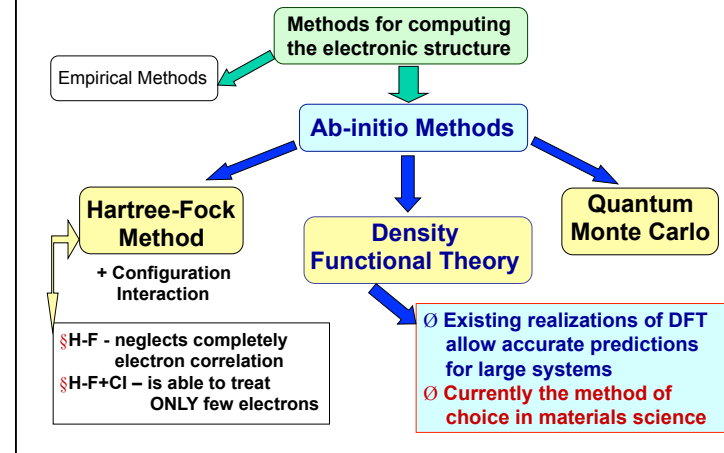 Methods for computing
the electronic structure
Empirical Methods
Ab-initio Methods
Hartree-Fock
Method
Density
Functional Theory
Quantum
Monte Carlo
+ Configuration
Interaction
§H-F - neglects completely
electron correlation
§H-F+CI – is able to treat
ONLY few electrons
Ø Existing realizations of DFT
allow accurate predictions
for large systems
Ø Currently the method of
choice in materials science